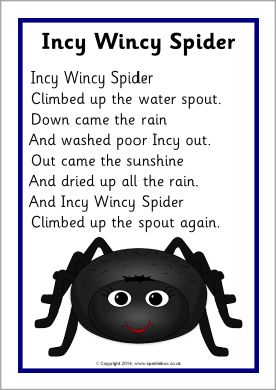 Incy Wincy Spider
Incy Wincy Spider
Climbed up the water spout.
Down came the rain
And washed poor Incy out.
Out came the sunshine
And dried up all the rain.
And Incy Wincy Spider
Climbed up the spout again.
© Copyright 2014, www.sparklebox.co.uk